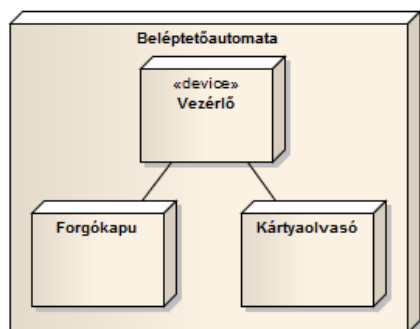 Beléptetőautomata
«device»
Vezérlő
Forgókapu
Kártyaolvasó